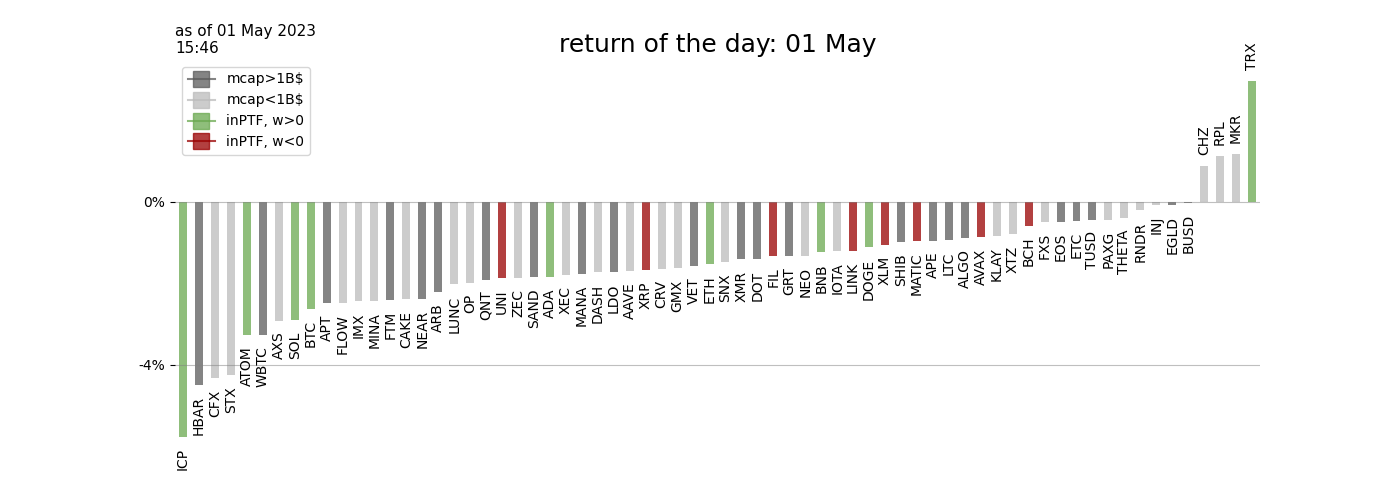 as of 01 May 2023
15:46
return of the day: 01 May
mcap>1B$
mcap<1B$
inPTF, w>0
inPTF, w<0
0%
-4%
ICP
HBAR
CFX
STX
ATOM
WBTC
AXS
SOL
BTC
APT
FLOW
IMX
MINA
FTM
CAKE
NEAR
ARB
LUNC
OP
QNT
UNI
ZEC
SAND
ADA
XEC
MANA
DASH
LDO
AAVE
XRP
CRV
GMX
VET
ETH
SNX
XMR
DOT
FIL
GRT
NEO
BNB
IOTA
LINK
DOGE
XLM
SHIB
MATIC
APE
LTC
ALGO
AVAX
KLAY
XTZ
BCH
FXS
EOS
ETC
TUSD
PAXG
THETA
RNDR
INJ
EGLD
BUSD
CHZ
RPL
MKR
TRX